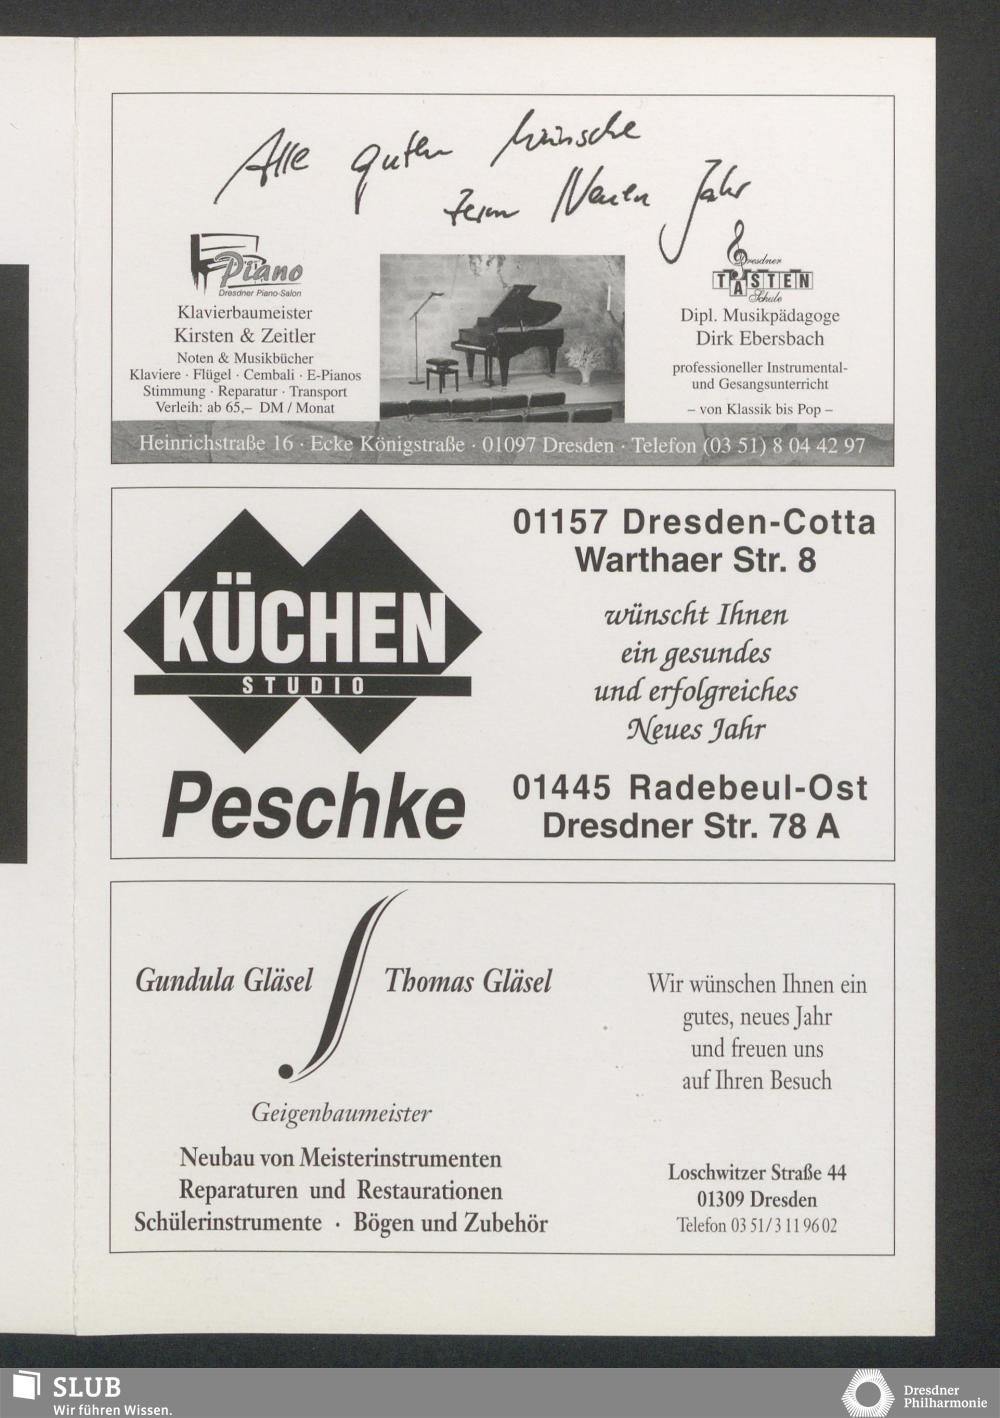 Alle guten Wünsche
zum Neuen Jahr
Piano
Dresdner Piano-Salon
Klavierbaumeister
Kirsten & Zeitler
Noten & Musikbücher
Klaviere · Flügel · Cembali · E-Pianos
Stimmung · Reparatur · Transport
Verleih: ab 65,– DM / Monat
Dresdner
TASTEN
Schule
Dipl. Musikpädagoge
Dirk Ebersbach
professioneller Instrumental-
und Gesangsunterricht
– von Klassik bis Pop –
Heinrichstraße 16 · Ecke Königstraße · 01097 Dresden · Telefon (03 51) 8 04 42 97
KÜCHEN
STUDIO
Peschke
01157 Dresden-Cotta
Warthaer Str. 8
wünscht Ihnen
ein gesundes
und erfolgreiches
Neues Jahr
01445 Radebeul-Ost
Dresdner Str. 78 A
Gundula Gläsel Thomas Gläsel
Geigenbaumeister
Neubau von Meisterinstrumenten
Reparaturen und Restaurationen
Schülerinstrumente · Bögen und Zubehör
Wir wünschen Ihnen ein
gutes, neues Jahr
und freuen uns
auf Ihren Besuch
Loschwitzer Straße 44
01309 Dresden
Telefon 03 51/3 11 96 02
SLUB
Wir führen Wissen.
Dresdner
Philharmonie